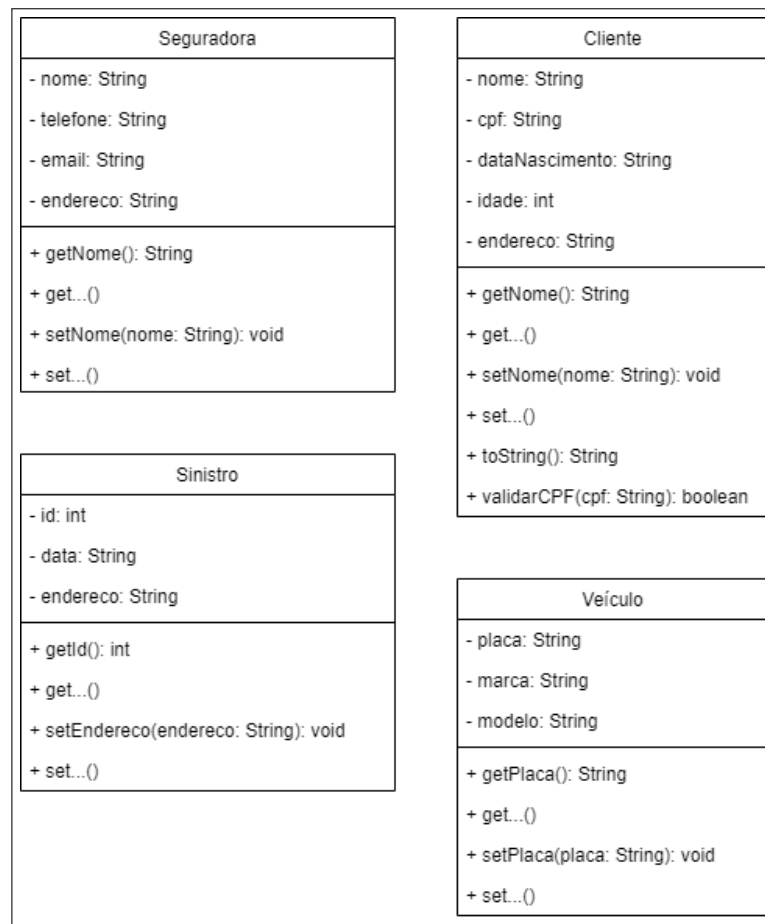 Seguradora
- nome: String
- telefone: String
- email: String
- endereco: String
+ getNome(): String
+ get...()
+ setNome(nome: String): void
+ set...()
Cliente
- nome: String
- cpf: String
- dataNascimento: String
- idade: int
- endereco: String
+ getNome(): String
+ get...()
+ setNome(nome: String): void
+ set...()
+ toString(): String
+ validarCPF(cpf: String): boolean
Sinistro
- id: int
- data: String
- endereco: String
+ getId(): int
+ get...()
+ setEndereco(endereco: String): void
+ set...()
Veículo
- placa: String
- marca: String
- modelo: String
+ getPlaca(): String
+ get...()
+ setPlaca(placa: String): void
+ set...()